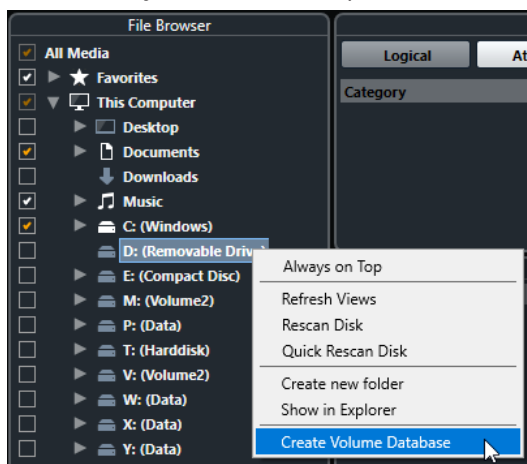 File Browser
All Media
Favorites
This Computer
Desktop
Documents
Downloads
Music
C: (Windows)
D: (Removable Driv
E: (Compact Disc)
M: (Volume2)
P: (Data)
T: (Harddisk)
V: (Volume2)
W: (Data)
X: (Data)
Y: (Data)
Logical
At
Category
Always on Top
Refresh Views
Rescan Disk
Quick Rescan Disk
Create new folder
Show in Explorer
Create Volume Database